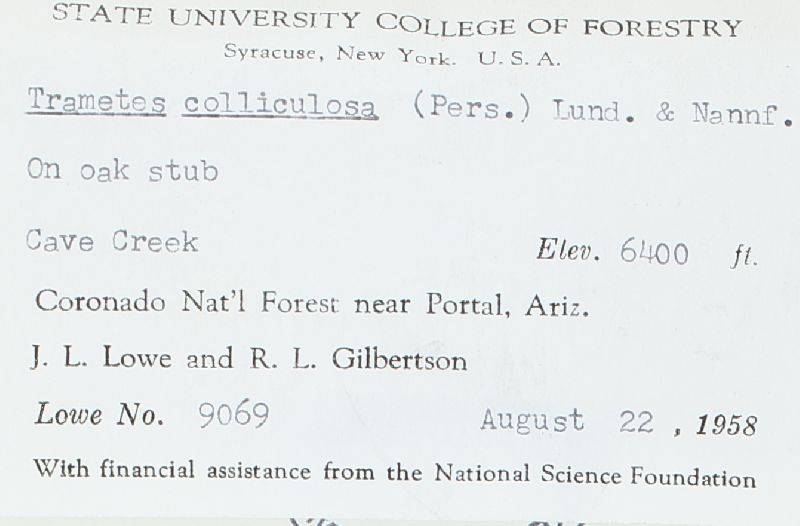 STATE UNIVERSITY COLLEGE OF FORESTRY
Syracuse, New York. U. S. A.
Trametes colliculosa (Pers.) Lund. & Nannf.
On oak stub
Cave Creek Elev. 6400 ft.
Coronado Nat'l Forest near Portal, Ariz.
J. L. Lowe and R. L. Gilbertson
Lowe No. 9069 August 22 , 1958
With financial assistance from the National Science Foundation